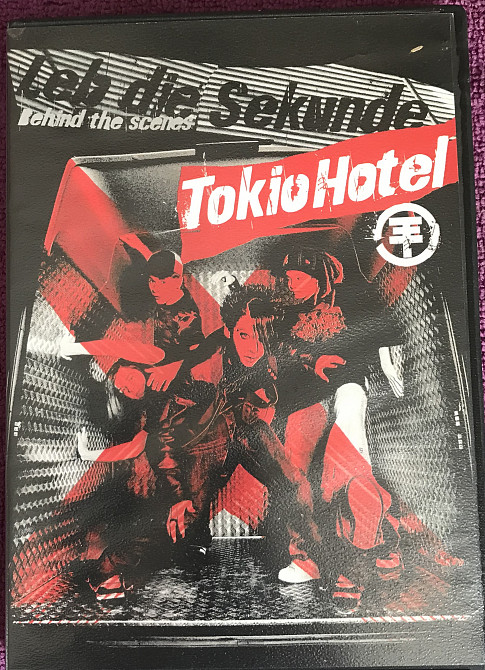 Leb die Sekunde
Behind the scenes
Tokio Hotel